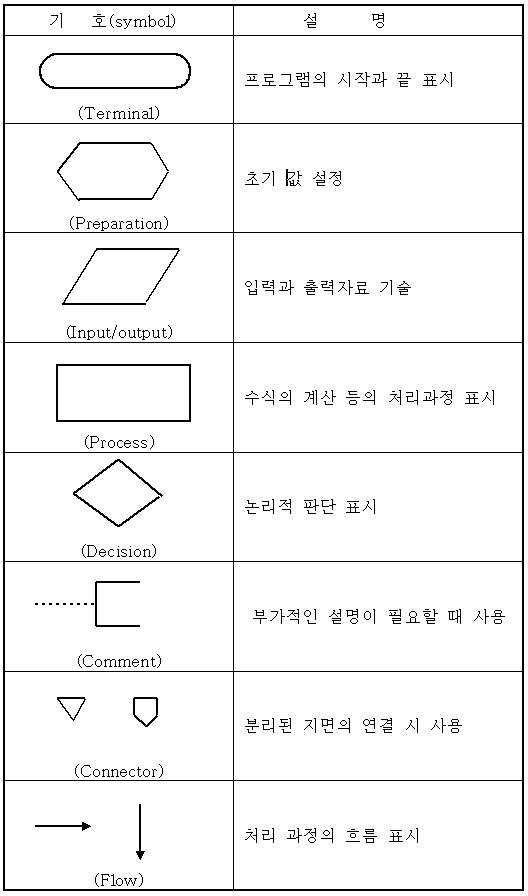 기 호(symbol) 설 명
(Terminal) 프로그램의 시작과 끝 표시
(Preparation) 초기 값 설정
(Input/output) 입력과 출력자료 기술
(Process) 수식의 계산 등의 처리과정 표시
(Decision) 논리적 판단 표시
(Comment) 부가적인 설명이 필요할 때 사용
(Connector) 분리된 지면의 연결 시 사용
(Flow) 처리 과정의 흐름 표시